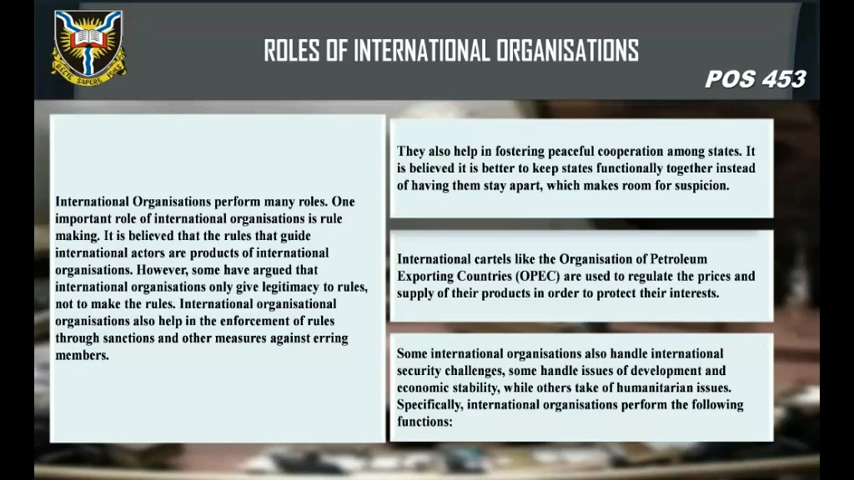 ROLES OF INTERNATIONAL ORGANISATIONS
POS 453
RECTE SAPERE FONS
International Organisations perform many roles. One
important role of international organisations is rule
making. It is believed that the rules that guide
international actors are products of international
organisations. However, some have argued that
international organisations only give legitimacy to rules,
not to make the rules. International organisational
organisations also help in the enforcement of rules
through sanctions and other measures against erring
members.
They also help in fostering peaceful cooperation among states. It
is believed it is better to keep states functionally together instead
of having them stay apart, which makes room for suspicion.
International cartels like the Organisation of Petroleum
Exporting Countries (OPEC) are used to regulate the prices and
supply of their products in order to protect their interests.
Some international organisations also handle international
security challenges, some handle issues of development and
economic stability, while others take of humanitarian issues.
Specifically, international organisations perform the following
functions: